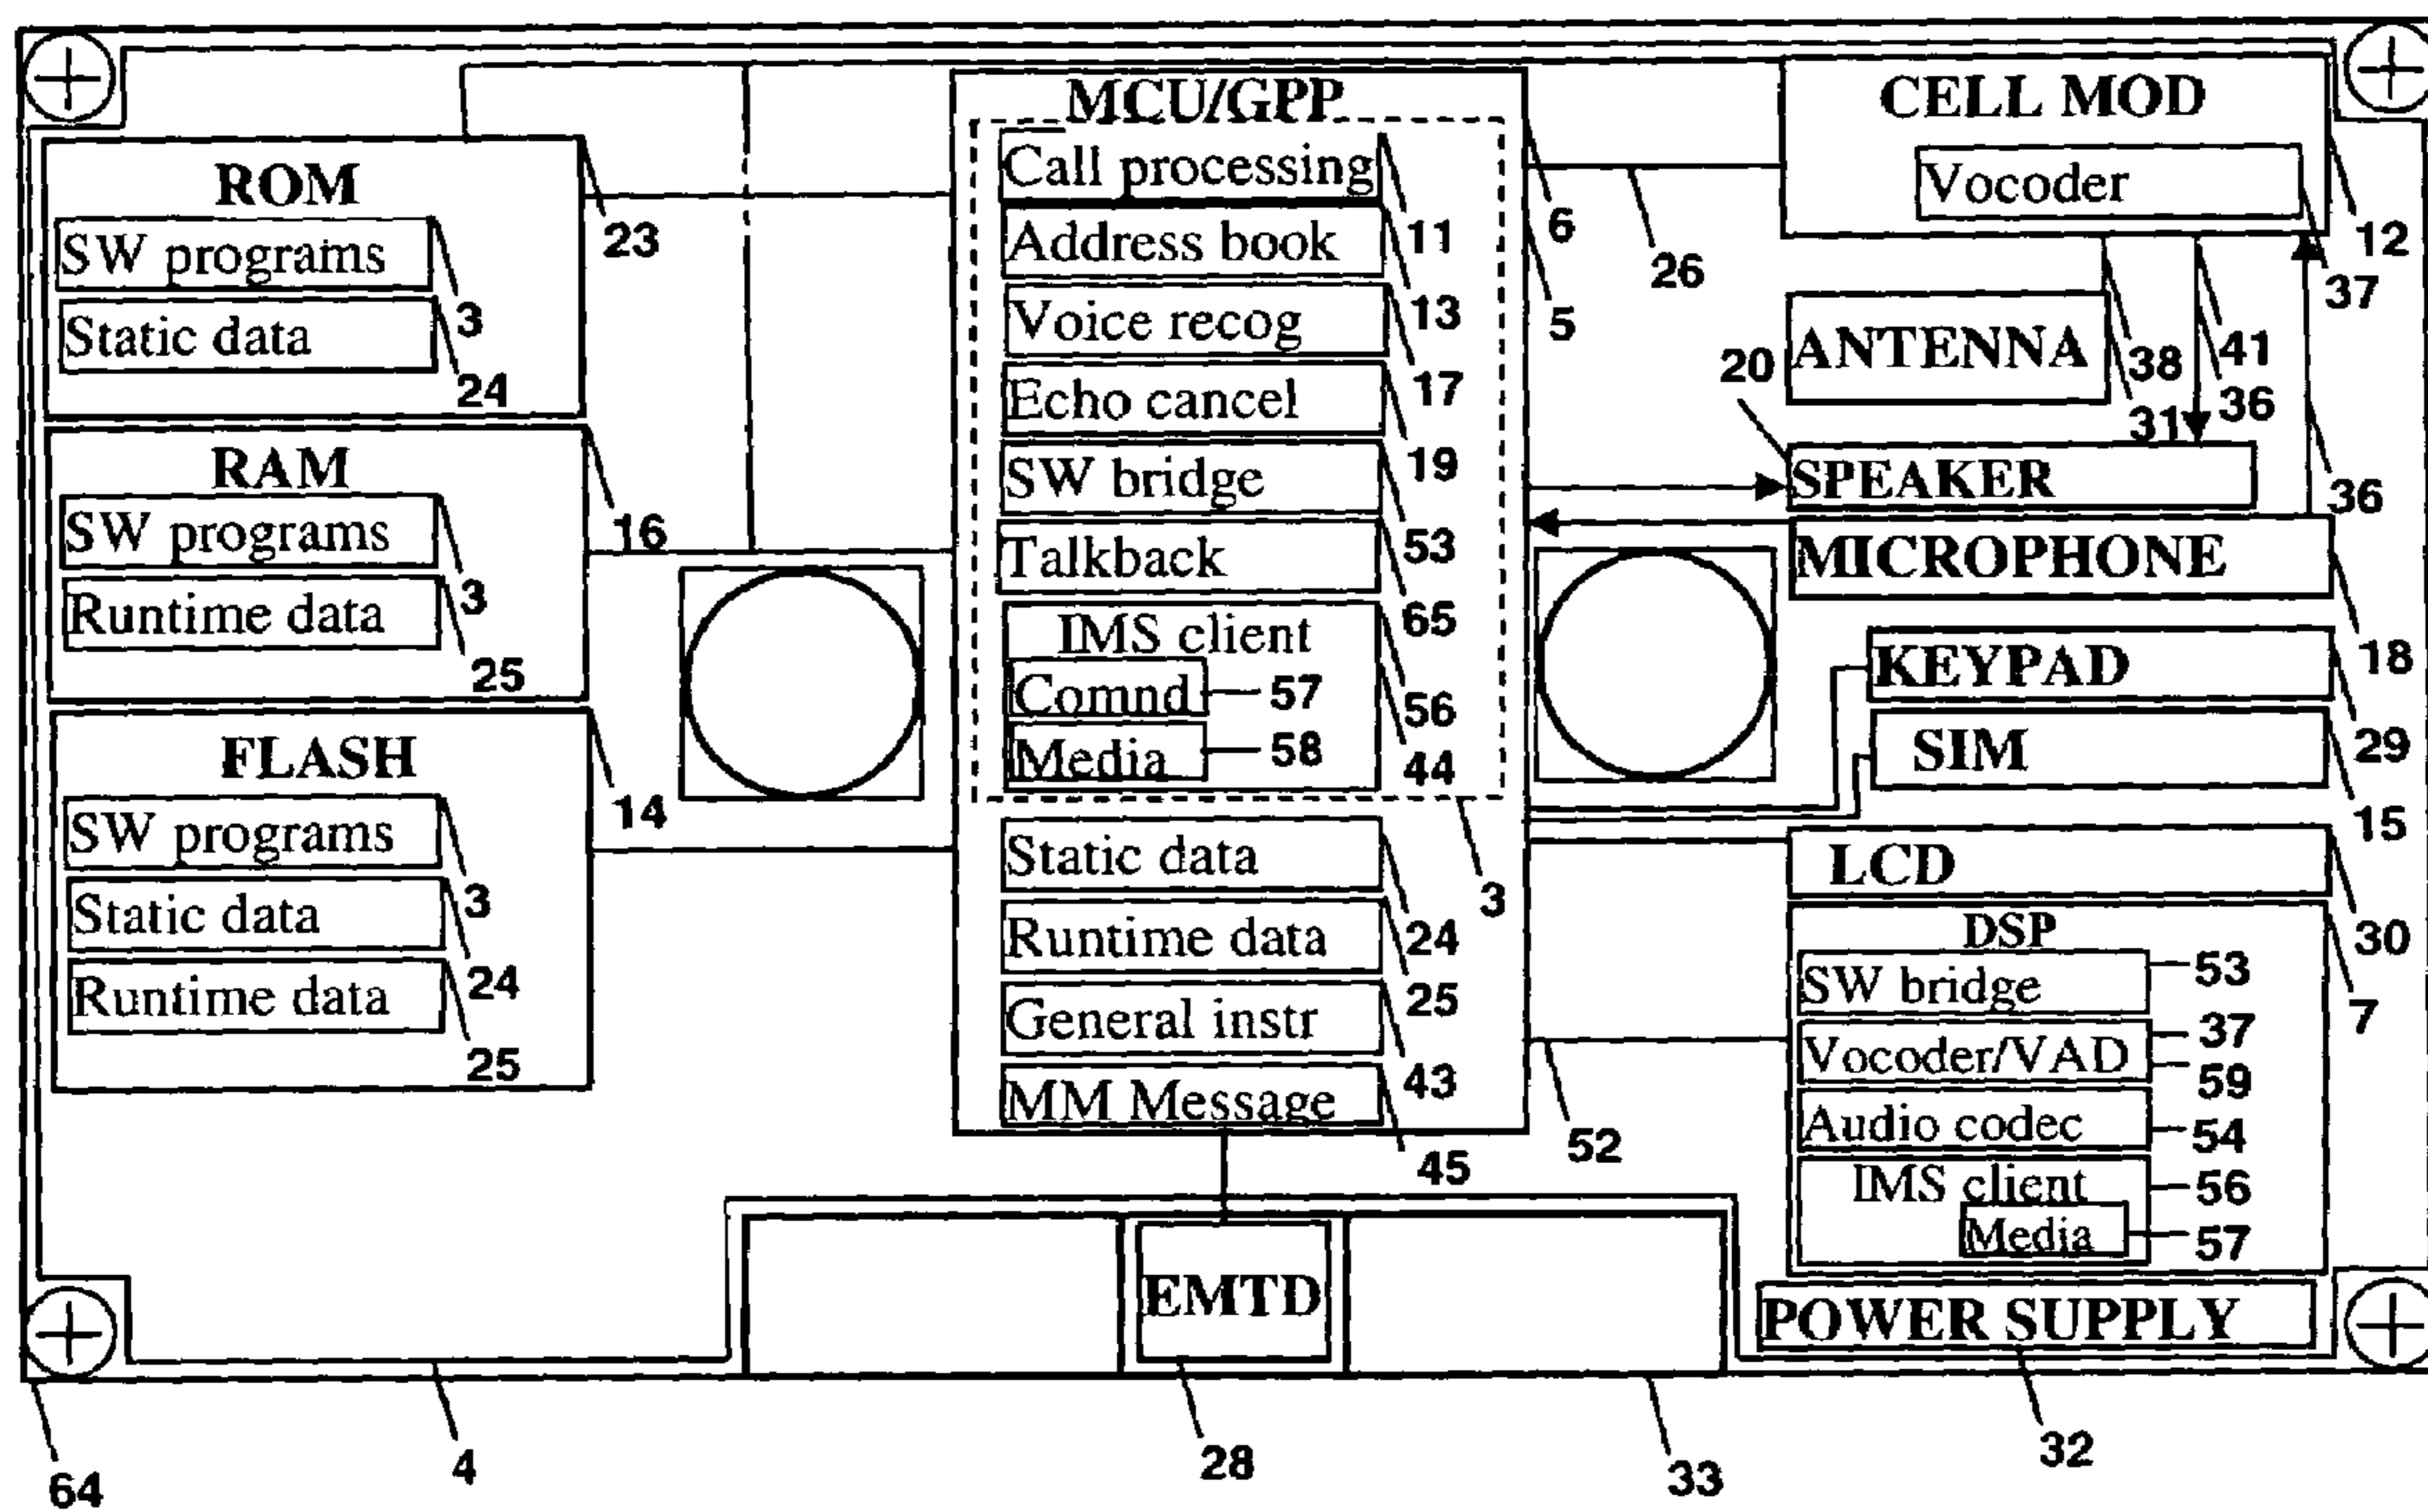 ROM
SW programs
3
Static data
24
23
RAM
SW programs
3
Runtime data
25
16
FLASH
SW programs
3
Static data
24
Runtime data
25
14
MCU/GPP
Call processing
11
Address book
13
Voice recog
17
Echo cancel
19
SW bridge
53
Talkback
65
IMS client
56
44
Comnd
57
Media
58
3
Static data
24
Runtime data
25
General instr
43
MM Message
45
6
5
26
CELL MOD
Vocoder
12
37
ANTENNA
38
31
41
36
20
SPEAKER
36
MICROPHONE
18
KEYPAD
29
SIM
15
LCD
30
DSP
7
SW bridge
53
Vocoder/VAD
37
59
Audio codec
54
IMS client
56
Media
57
52
EMTD
POWER SUPPLY
64
4
28
33
32